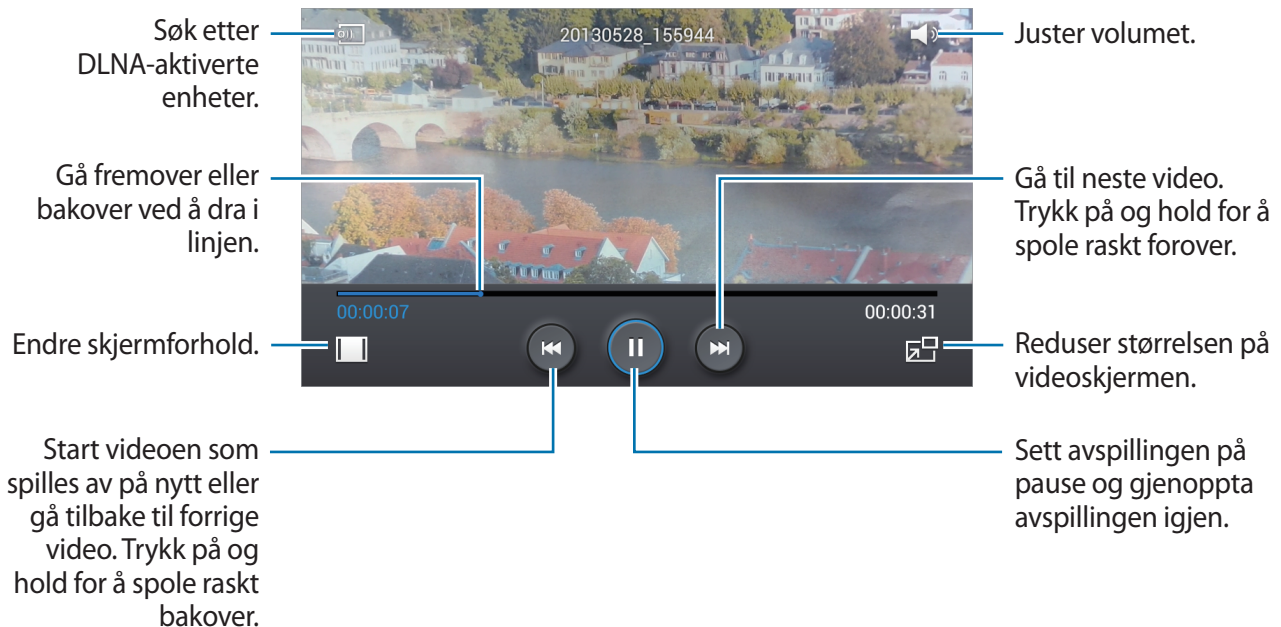 Søk etter
DLNA-aktiverte
enheter.
20130528_155944
Juster volumet.
Gå fremover eller
bakover ved å dra i
linjen.
Gå til neste video.
Trykk på og hold for å
spole raskt forover.
00:00:07
00:00:31
Endre skjermforhold.
Reduser størrelsen på
videoskjermen.
Start videoen som
spilles av på nytt eller
gå tilbake til forrige
video. Trykk på og
hold for å spole raskt
bakover.
Sett avspillingen på
pause og gjenoppta
avspillingen igjen.